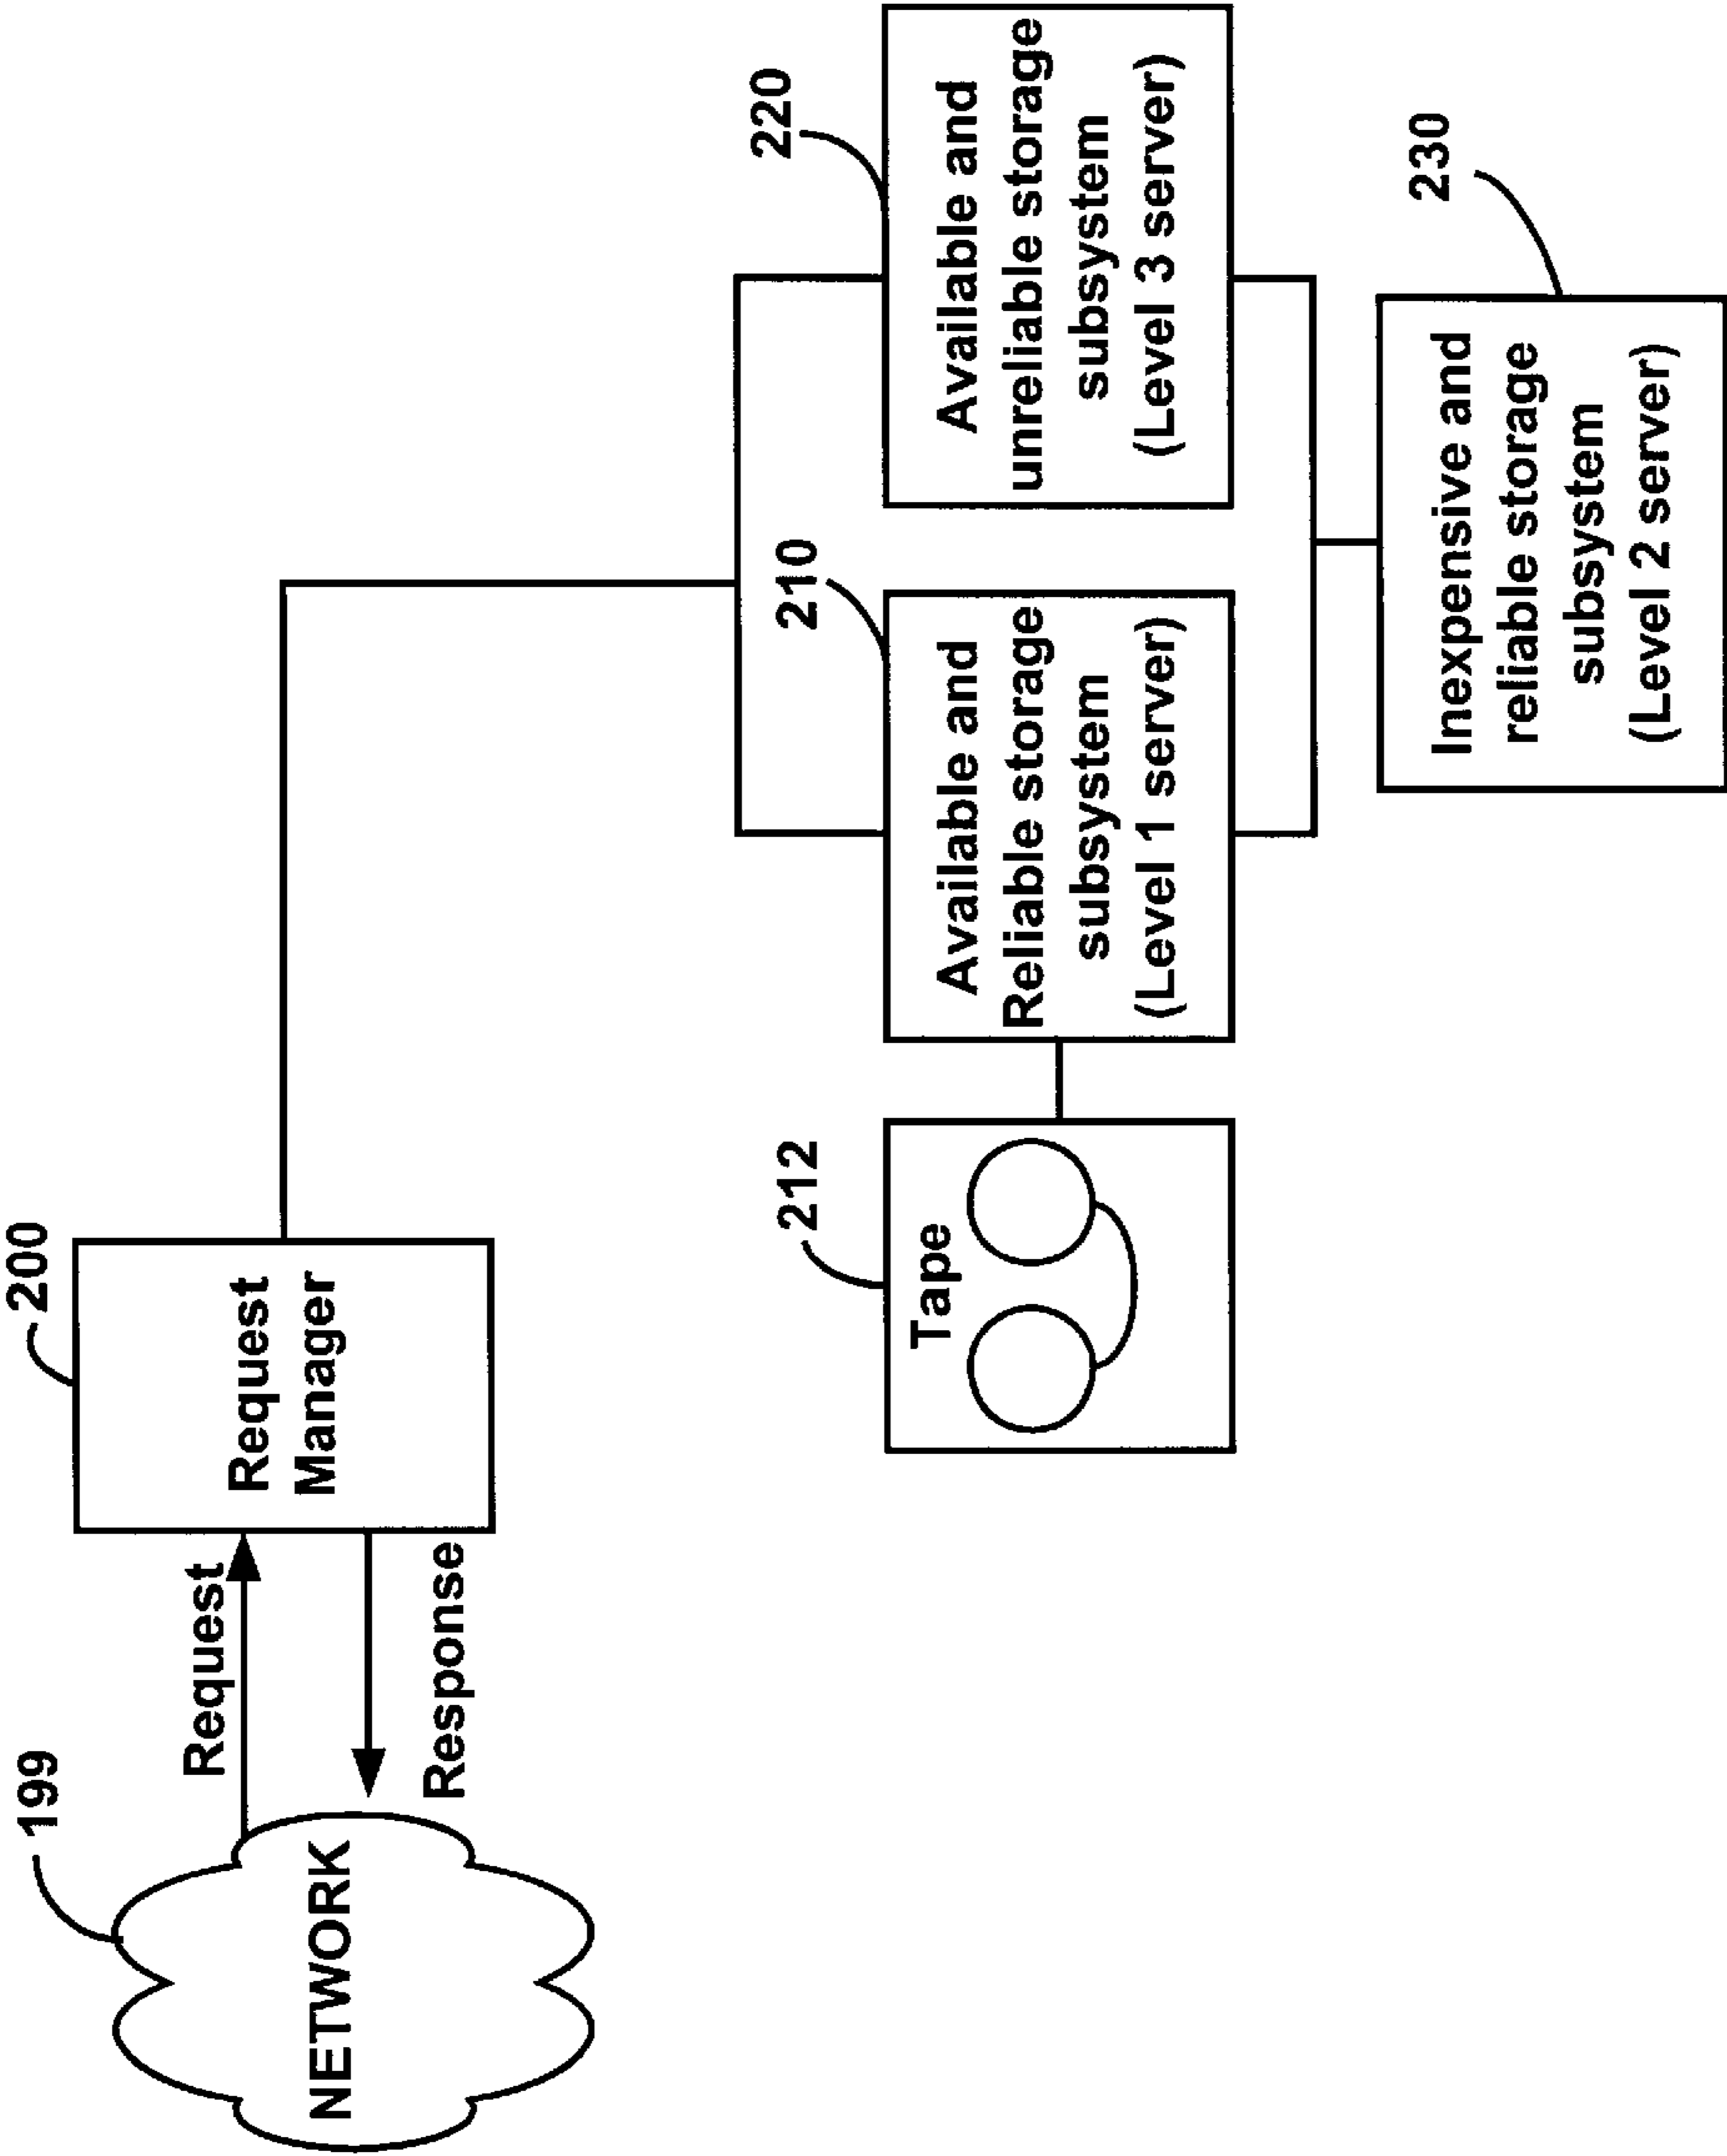 199
NETWORK
Request
Response
200
Request
Manager
212
Tape
210
Available and
Reliable storage
subsystem
(Level 1 server)
220
Available and
unreliable storage
subsystem
(Level 3 server)
230
Inexpensive and
reliable storage
subsystem
(Level 2 server)